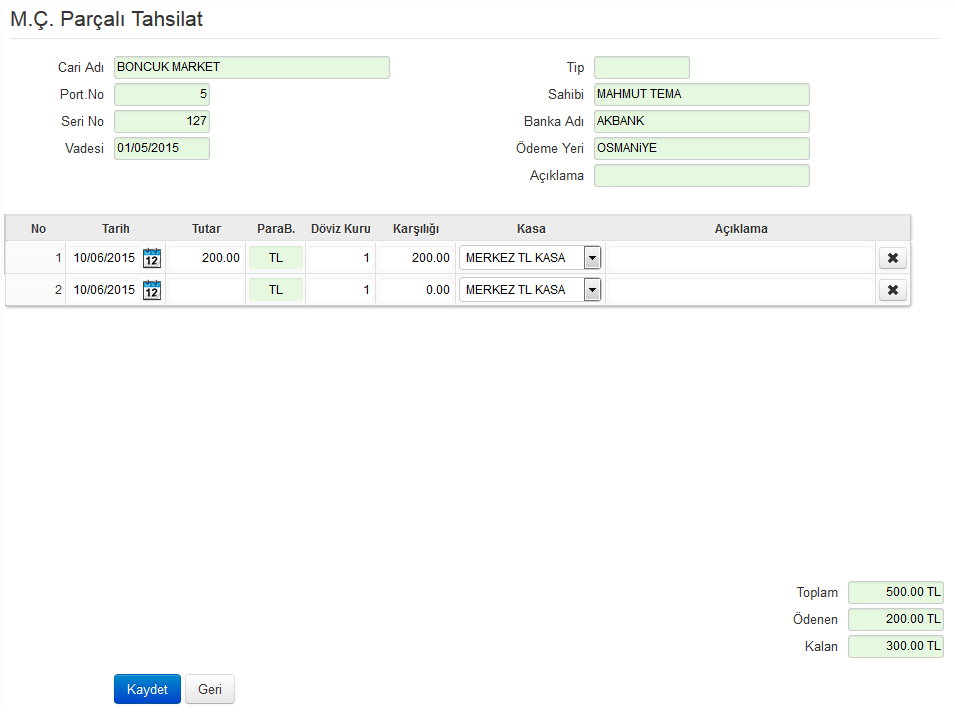 M.Ç. Parçalı Tahsilat
Cari Adı BONCUK MARKET Tip
Port.No 5 Sahibi MAHMUT TEMA
Seri No 127 Banka Adı AKBANK
Vadesi 01/05/2015 Ödeme Yeri OSMANiYE
Açıklama
No Tarih Tutar ParaB. Döviz Kuru Karşılığı Kasa Açıklama
1 10/06/2015 12 200.00 TL 1 200.00 MERKEZ TL KASA
2 10/06/2015 12 TL 1 0.00 MERKEZ TL KASA
Toplam 500.00 TL
Ödenen 200.00 TL
Kalan 300.00 TL
Kaydet Geri